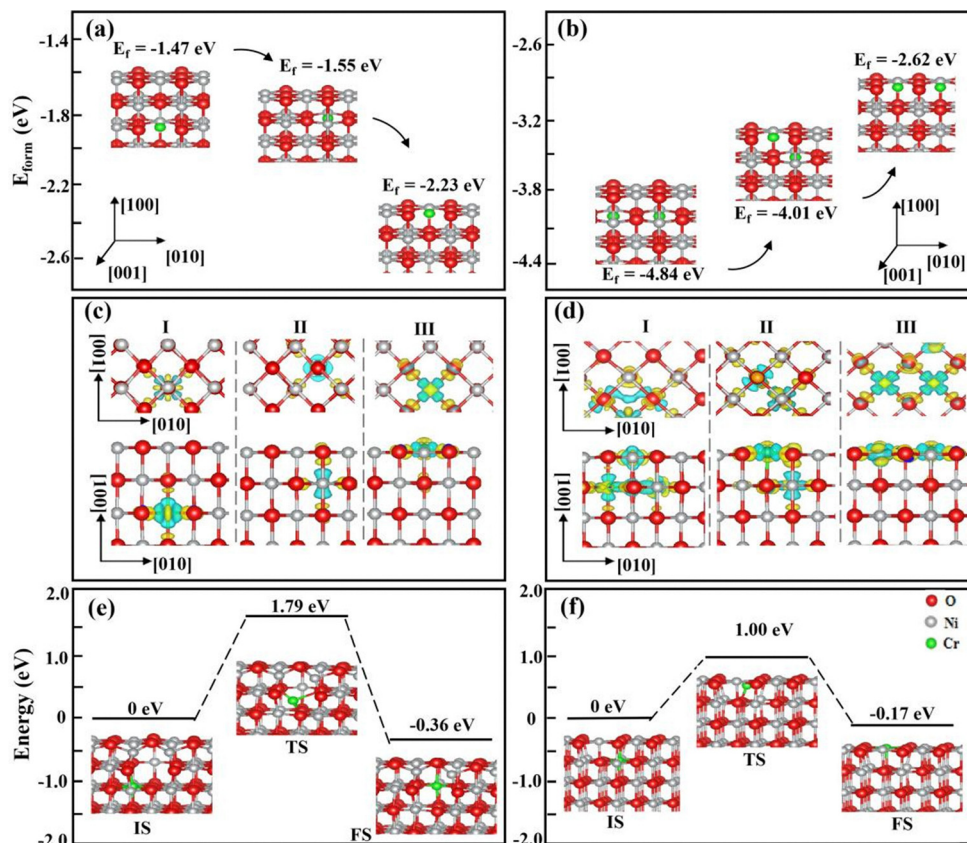 (a)
-1.4
-1.8
-2.2
-2.6
E_form (eV)
E_f = -1.47 eV
E_f = -1.55 eV
E_f = -2.23 eV
[100]
[010]
[001]
(b)
-2.6
-3.2
-3.8
-4.4
E_f = -2.62 eV
E_f = -4.01 eV
E_f = -4.84 eV
[100]
[010]
[001]
(c)
I
II
III
[100]
[010]
[001]
[010]
(d)
I
II
III
[100]
[010]
[001]
[010]
(e)
2.0
1.0
0
-1.0
-2.0
Energy (eV)
1.79 eV
0 eV
-0.36 eV
TS
IS
FS
(f)
2.0
1.0
0
-1.0
-2.0
1.00 eV
0 eV
-0.17 eV
TS
IS
FS
O
Ni
Cr